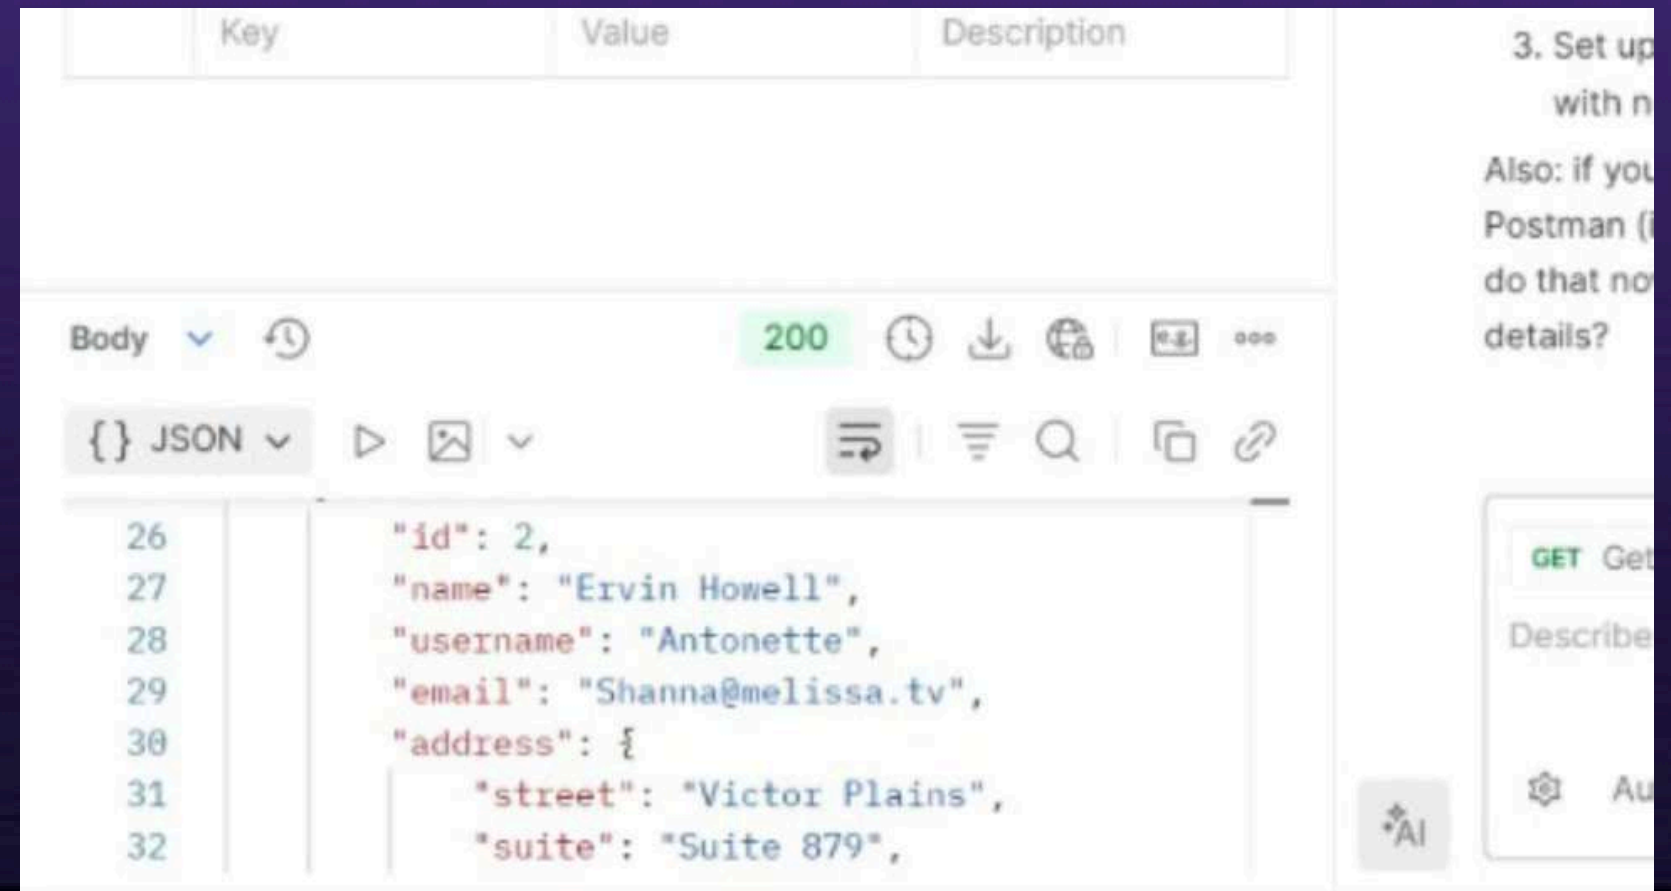 Key Value Description
Body
200
{} JSON
e.g.
26 "id": 2,
27 "name": "Ervin Howell",
28 "username": "Antonette",
29 "email": "Shanna@melissa.tv",
30 "address": {
31 "street": "Victor Plains",
32 "suite": "Suite 879",
3. Set up
with n
Also: if you
Postman (i
do that nov
details?
GET Get
Describe
Au
AI